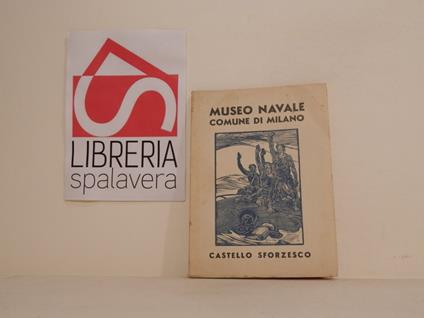 LIBRERIA
spalavera
MUSEO NAVALE
COMUNE DI MILANO
CASTELLO SFORZESCO